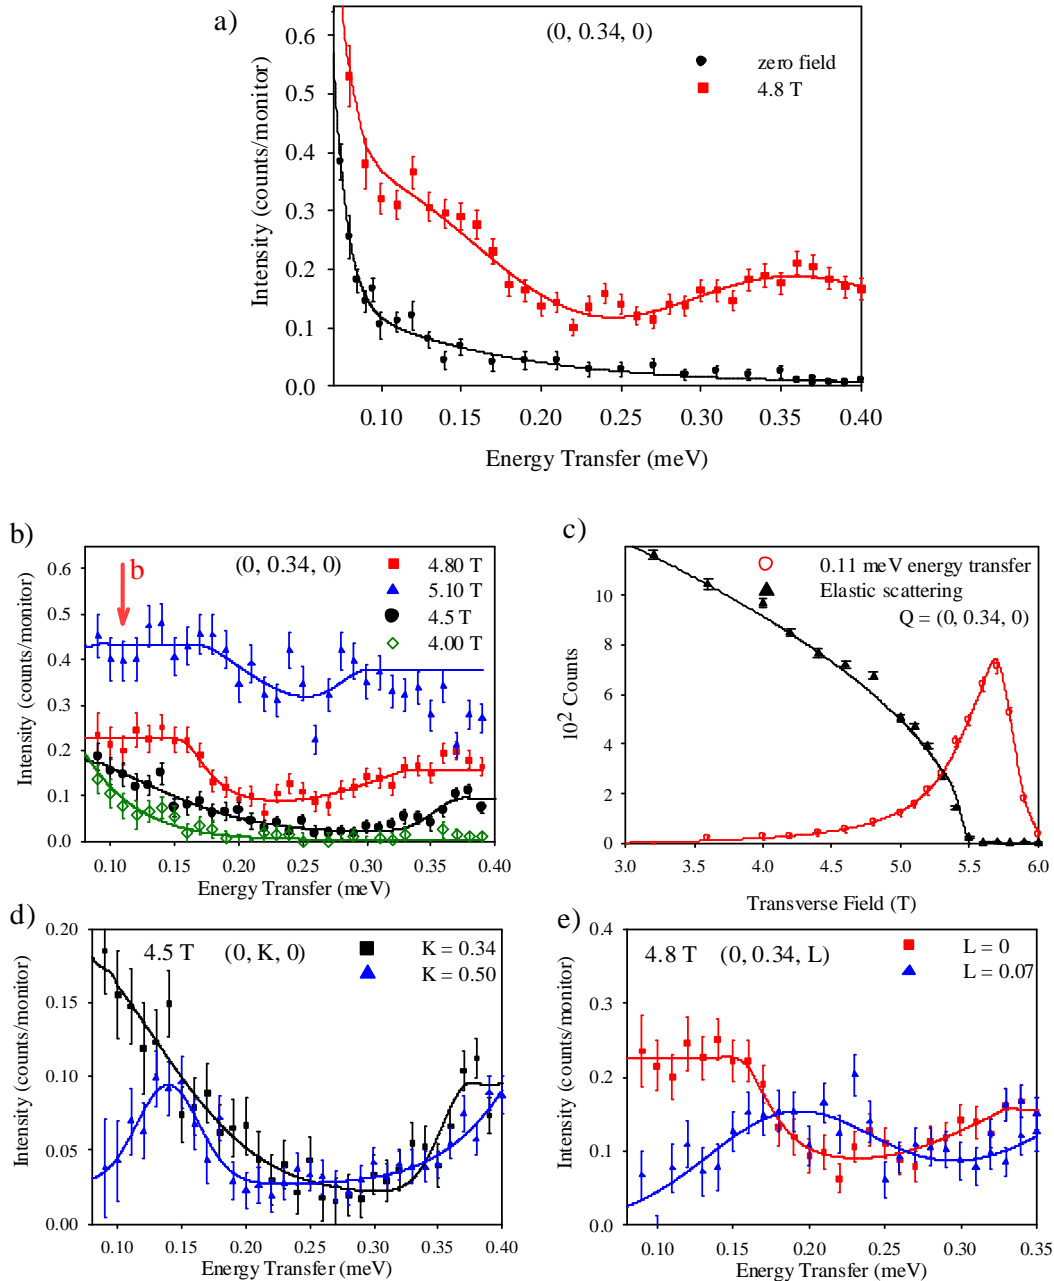 a)
(0, 0.34, 0)
zero field
4.8 T
Intensity (counts/monitor)
0.6
0.5
0.4
0.3
0.2
0.1
0.0
0.10 0.15 0.20 0.25 0.30 0.35 0.40
Energy Transfer (meV)
b)
(0, 0.34, 0)
b
4.80 T
5.10 T
4.5 T
4.00 T
Intensity (counts/monitor)
0.6
0.5
0.4
0.3
0.2
0.1
0.0
0.10 0.15 0.20 0.25 0.30 0.35 0.40
Energy Transfer (meV)
c)
0.11 meV energy transfer
Elastic scattering
Q = (0, 0.34, 0)
10² Counts
10
8
6
4
2
0
3.0 3.5 4.0 4.5 5.0 5.5 6.0
Transverse Field (T)
d)
4.5 T (0, K, 0)
K = 0.34
K = 0.50
Intensity (counts/monitor)
0.20
0.15
0.10
0.05
0.00
0.10 0.15 0.20 0.25 0.30 0.35 0.40
Energy Transfer (meV)
e)
4.8 T (0, 0.34, L)
L = 0
L = 0.07
Intensity (counts/monitor)
0.4
0.3
0.2
0.1
0.0
0.10 0.15 0.20 0.25 0.30 0.35
Energy Transfer (meV)